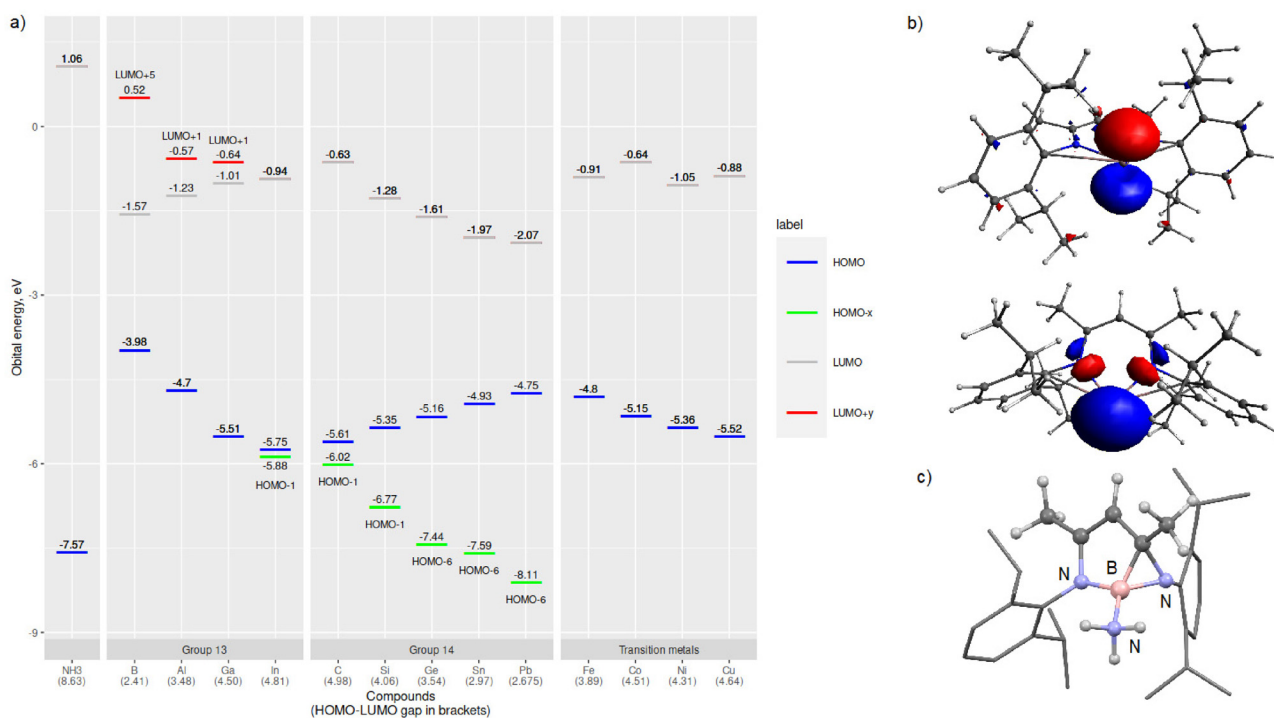 a)
b)
1.06
LUMO+5
0.52
0
LUMO+1
LUMO+1
-0.57
-0.64
-0.63
-0.64
-0.94
-0.91
-0.88
-1.01
-1.05
-1.23
-1.28
-1.57
-1.61
-1.97
-2.07
label
HOMO
HOMO-x
LUMO
LUMO+y
Obital energy, eV
-3
-3.98
-4.7
-4.75
-4.8
-4.93
-5.16
-5.15
-5.35
-5.36
-5.51
-5.52
-5.61
-5.75
-5.88
HOMO-1
-6
-6.02
HOMO-1
-6.77
HOMO-1
-7.44
HOMO-6
-7.57
-7.59
HOMO-6
-8.11
HOMO-6
-9
Group 13
Group 14
Transition metals
NH3 B Al Ga In C Si Ge Sn Pb Fe Co Ni Cu
(8.63) (2.41) (3.48) (4.50) (4.81) (4.98) (4.06) (3.54) (2.97) (2.675) (3.89) (4.51) (4.31) (4.64)
Compounds
(HOMO-LUMO gap in brackets)
c)
N B N
N